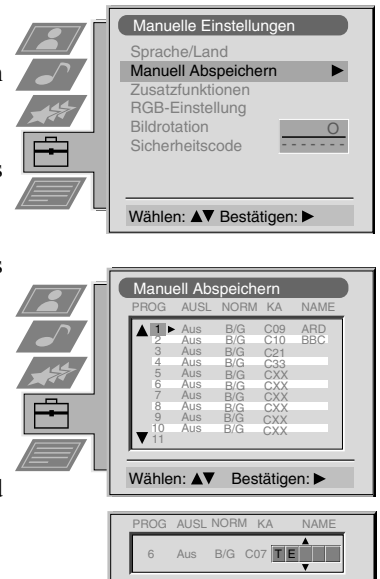 Manuelle Einstellungen
Sprache/Land
Manuell Abspeichern ▶
Zusatzfunktionen
RGB-Einstellung
Bildrotation O
Sicherheitscode - - - - - - -
Wählen: ▲▼ Bestätigen: ▶
Manuell Abspeichern
PROG AUSL NORM KA NAME
1 ▶ Aus B/G C09 ARD
2 Aus B/G C10 BBC
3 Aus B/G C21
4 Aus B/G C33
5 Aus B/G CXX
6 Aus B/G CXX
7 Aus B/G CXX
8 Aus B/G CXX
9 Aus B/G CXX
10 Aus B/G CXX
11
Wählen: ▲▼ Bestätigen: ▶
PROG AUSL NORM KA NAME
6 Aus B/G C07 T E